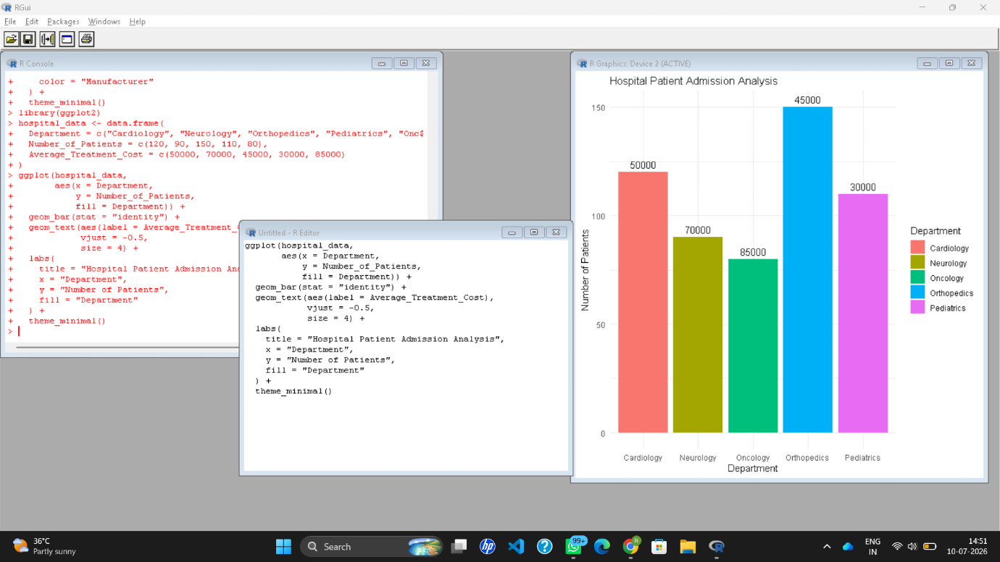 RGui
File Edit Packages Windows Help
R Console
+     color = "Manufacturer"
+   ) +
+   theme_minimal()
> library(ggplot2)
> hospital_data <- data.frame(
+   Department = c("Cardiology", "Neurology", "Orthopedics", "Pediatrics", "Onc$
+   Number_of_Patients = c(120, 90, 150, 110, 80),
+   Average_Treatment_Cost = c(50000, 70000, 45000, 30000, 85000)
+ )
> ggplot(hospital_data,
+        aes(x = Department,
+            y = Number_of_Patients,
+            fill = Department)) +
+   geom_bar(stat = "identity") +
+   geom_text(aes(label = Average_Treatment_
+             vjust = -0.5,
+             size = 4) +
+   labs(
+     title = "Hospital Patient Admission
+     x = "Department",
+     y = "Number of Patients",
+     fill = "Department"
+   ) +
+   theme_minimal()
>
Untitled - R Editor
ggplot(hospital_data,
       aes(x = Department,
           y = Number_of_Patients,
           fill = Department)) +
  geom_bar(stat = "identity") +
  geom_text(aes(label = Average_Treatment_Cost),
            vjust = -0.5,
            size = 4) +
  labs(
    title = "Hospital Patient Admission Analysis",
    x = "Department",
    y = "Number of Patients",
    fill = "Department"
  ) +
  theme_minimal()
R Graphics: Device 2 (ACTIVE)
Hospital Patient Admission Analysis
Number of Patients
150
100
50
0
50000
70000
85000
45000
30000
Cardiology Neurology Oncology Orthopedics Pediatrics
Department
Department
Cardiology
Neurology
Oncology
Orthopedics
Pediatrics
36°C
Partly sunny
Search
hp
99+
R
ENG
IN
14:51
10-07-2026